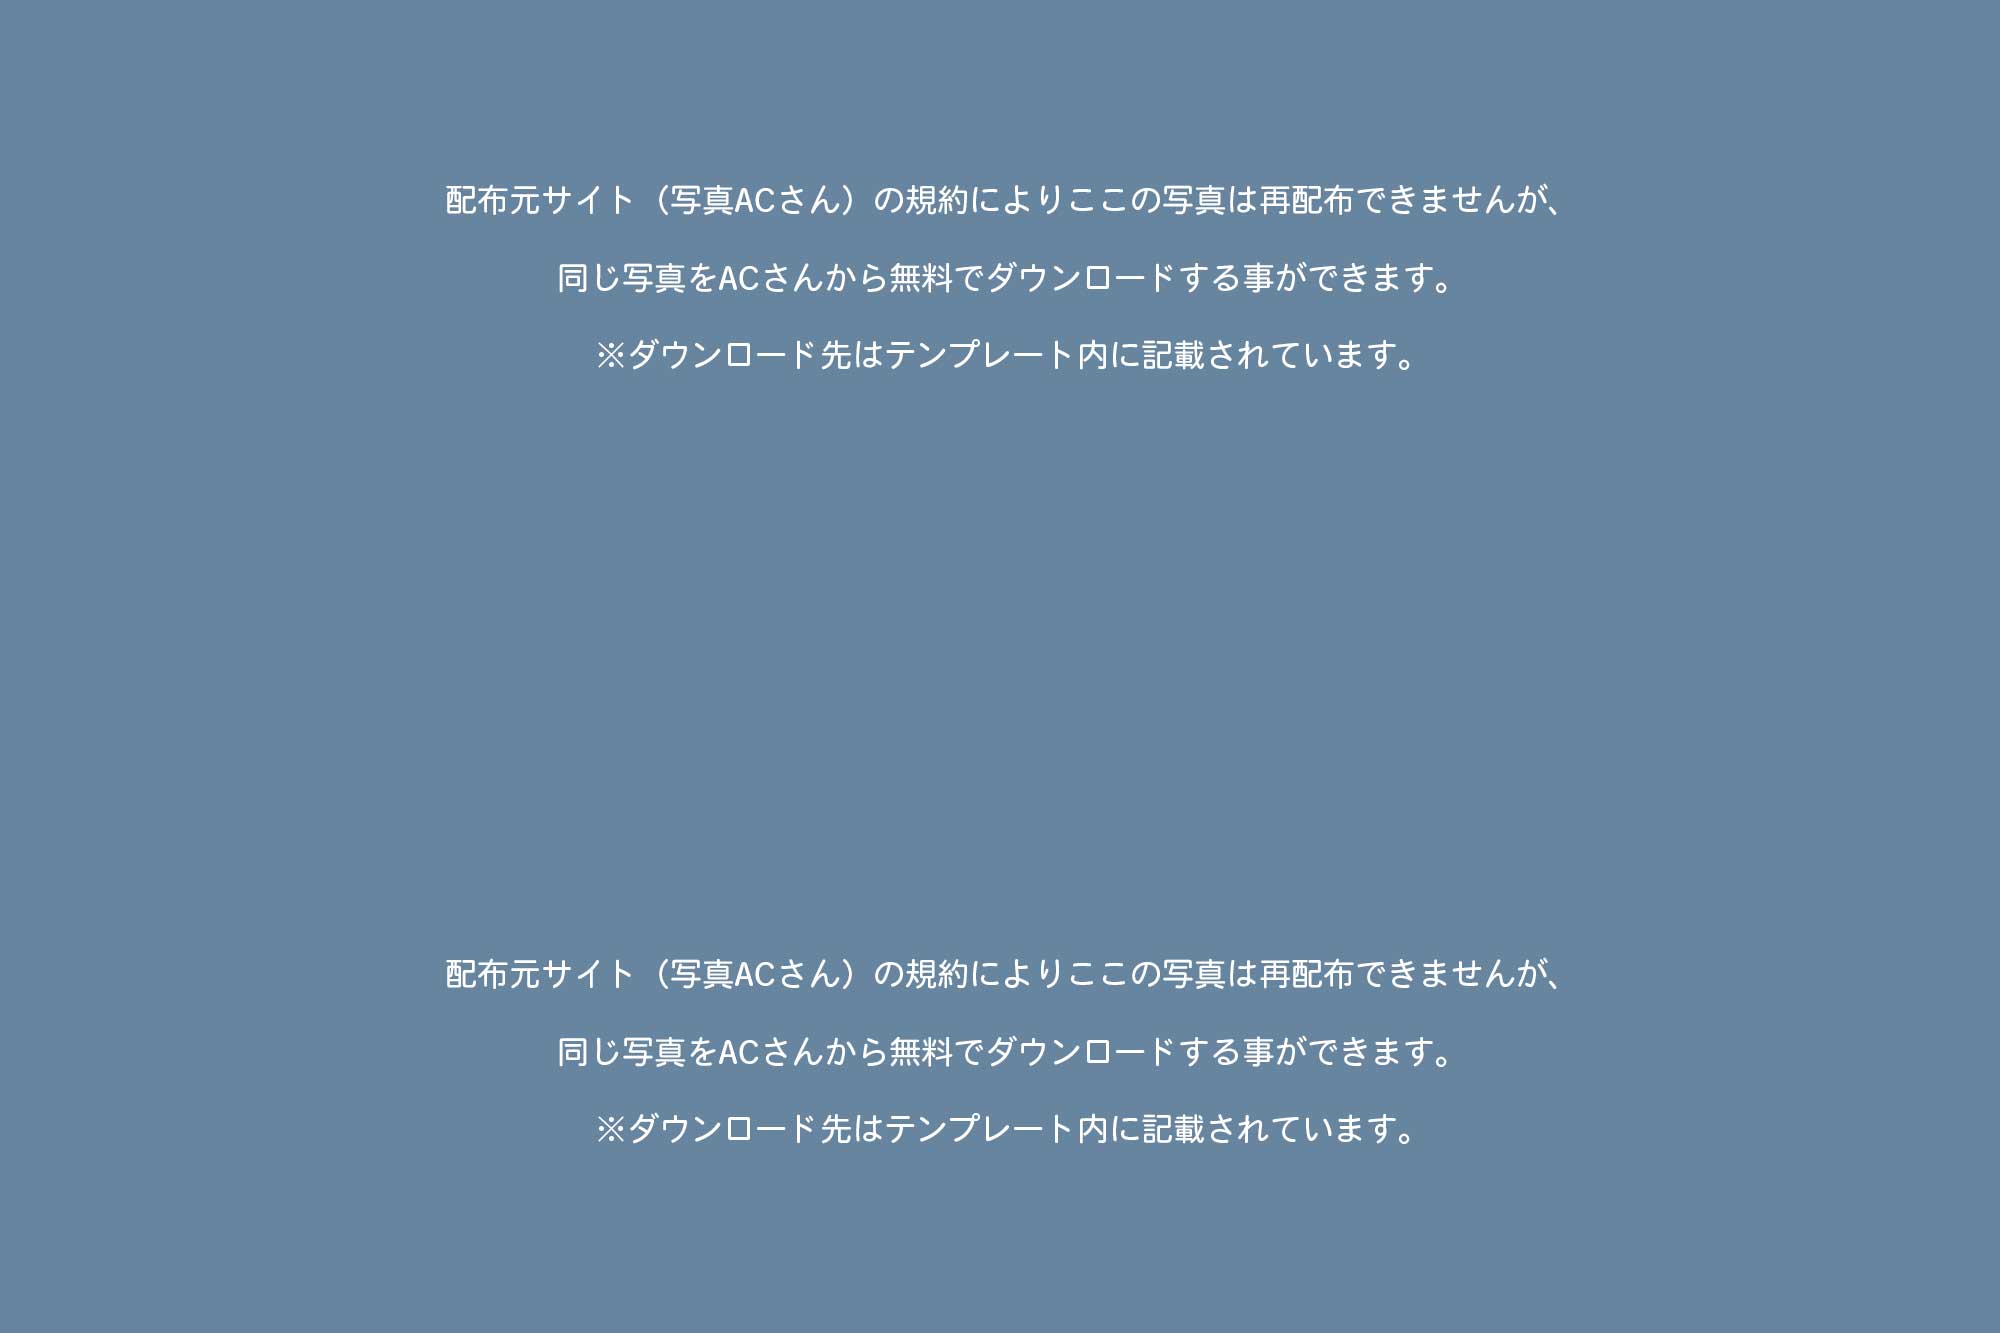 配布元サイト（写真ACさん）の規約によりここの写真は再配布できませんが、
同じ写真をACさんから無料でダウンロードする事ができます。
※ダウンロード先はテンプレート内に記載されています。
配布元サイト（写真ACさん）の規約によりここの写真は再配布できませんが、
同じ写真をACさんから無料でダウンロードする事ができます。
※ダウンロード先はテンプレート内に記載されています。